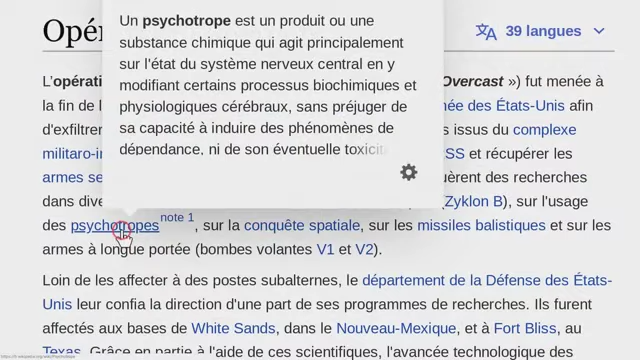 Opér
39 langues
Un psychotrope est un produit ou une
substance chimique qui agit principalement
sur l'état du système nerveux central en y
modifiant certains processus biochimiques et
physiologiques cérébraux, sans préjuger de
sa capacité à induire des phénomènes de
dépendance, ni de son éventuelle toxicité
L'opérati Overcast ») fut menée à
la fin de l née des États-Unis afin
d'exfiltrer s issus du complexe
militaro-in SS et récupérer les
armes se uèrent des recherches
dans dive (Zyklon B), sur l'usage
des psychotropes note 1, sur la conquête spatiale, sur les missiles balistiques et sur les
armes à longue portée (bombes volantes V1 et V2).
Loin de les affecter à des postes subalternes, le département de la Défense des États-
Unis leur confia la direction d'une part de ses programmes de recherches. Ils furent
affectés aux bases de White Sands, dans le Nouveau-Mexique, et à Fort Bliss, au
Texas. Grâce en partie à l'aide de ces scientifiques, l'avancée technologique des